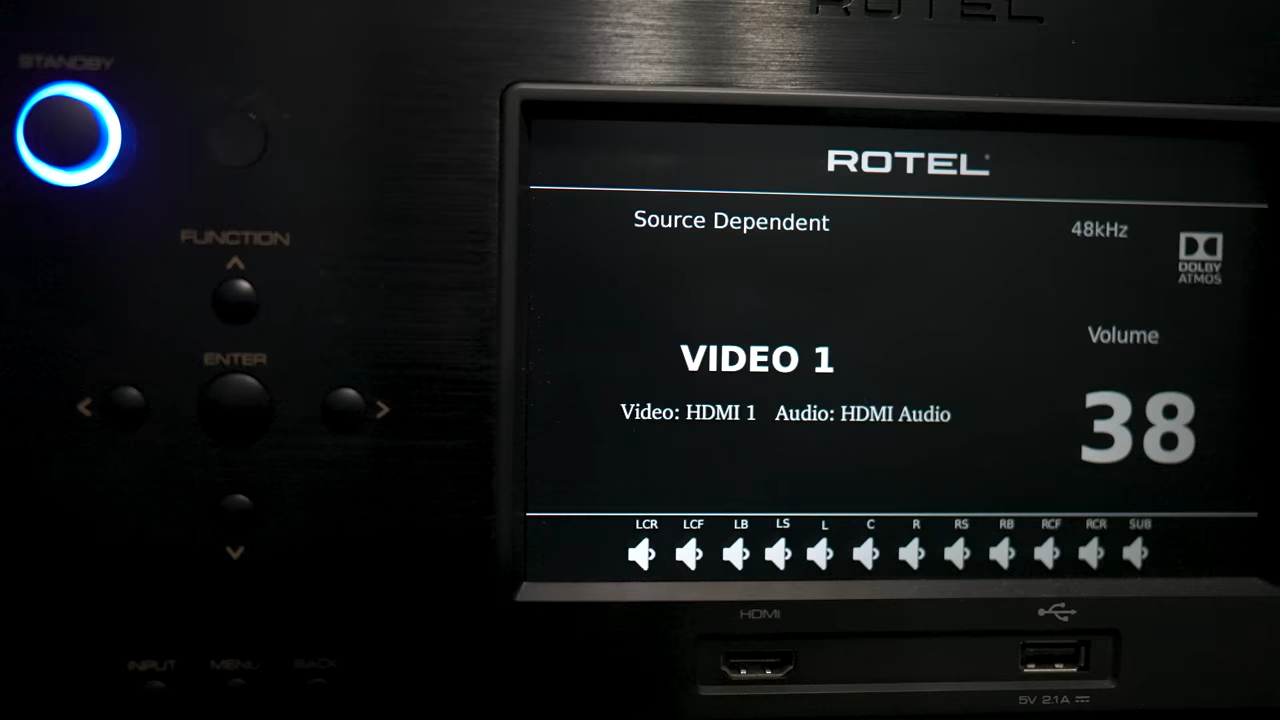 ROTEL
STANDBY
ROTEL
Source Dependent
48kHz
DOLBY
ATMOS
FUNCTION
Volume
ENTER
VIDEO 1
38
Video: HDMI 1 Audio: HDMI Audio
LCR LCF LB LS L C R RS RB RCF RCR SUB
HDMI
INPUT MENU BACK
5V 2.1A